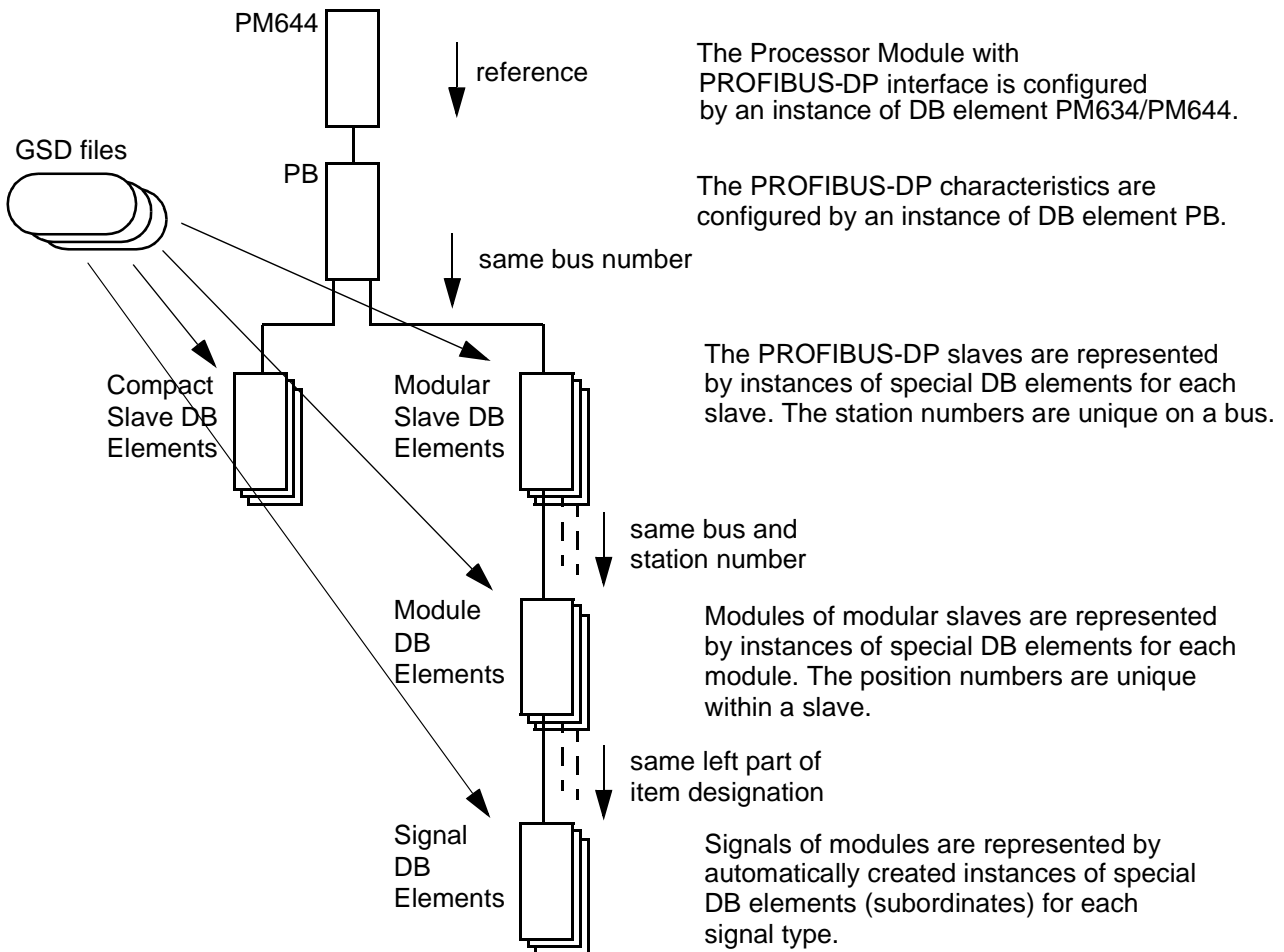 PM644
reference
The Processor Module with
PROFIBUS-DP interface is configured
by an instance of DB element PM634/PM644.
GSD files
PB
The PROFIBUS-DP characteristics are
configured by an instance of DB element PB.
same bus number
Compact
Slave DB
Elements
Modular
Slave DB
Elements
The PROFIBUS-DP slaves are represented
by instances of special DB elements for each
slave. The station numbers are unique on a bus.
same bus and
station number
Module
DB
Elements
Modules of modular slaves are represented
by instances of special DB elements for each
module. The position numbers are unique
within a slave.
same left part of
item designation
Signal
DB
Elements
Signals of modules are represented by
automatically created instances of special
DB elements (subordinates) for each
signal type.